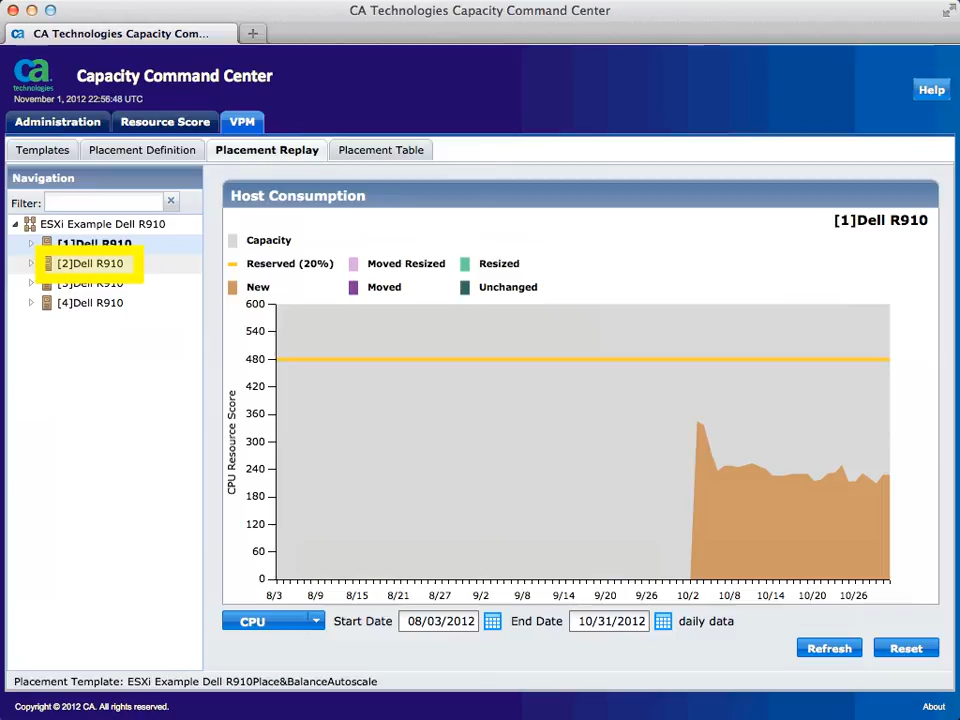 CA Technologies Capacity Command Center
ca CA Technologies Capacity Com...
ca technologies
Capacity Command Center
November 1, 2012 22:56:48 UTC
Help
Administration Resource Score VPM
Templates Placement Definition Placement Replay Placement Table
Navigation
Filter:
ESXi Example Dell R910
[1]Dell R910
[2]Dell R910
[3]Dell R910
[4]Dell R910
Host Consumption
[1]Dell R910
Capacity
Reserved (20%) Moved Resized Resized
New Moved Unchanged
600
540
480
420
360
300
240
180
120
60
0
CPU Resource Score
8/3 8/9 8/15 8/21 8/27 9/2 9/8 9/14 9/20 9/26 10/2 10/8 10/14 10/20 10/26
CPU Start Date 08/03/2012 End Date 10/31/2012 daily data
Refresh Reset
Placement Template: ESXi Example Dell R910Place&BalanceAutoscale
Copyright © 2012 CA. All rights reserved.
About